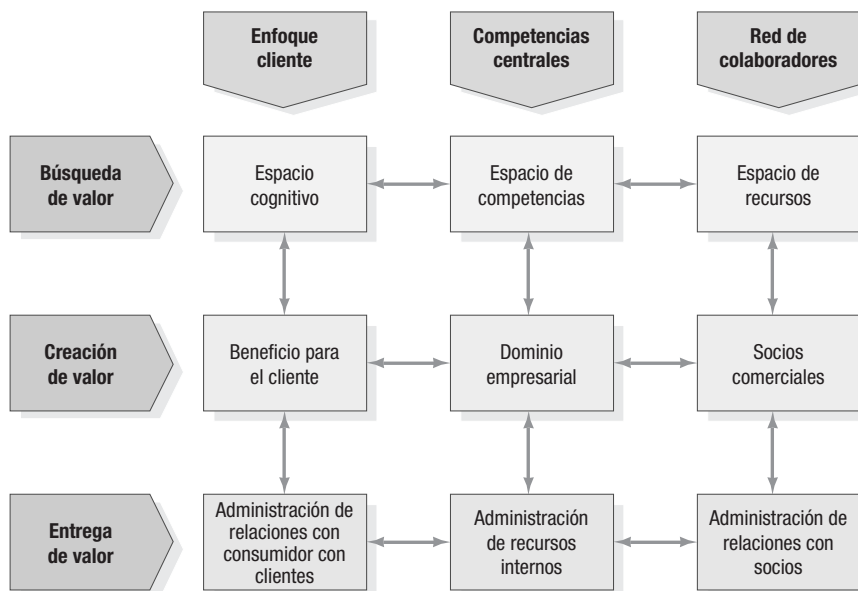 Enfoque
cliente
Competencias
centrales
Red de
colaboradores
Búsqueda
de valor
Espacio
cognitivo
Espacio de
competencias
Espacio de
recursos
Creación
de valor
Beneficio para
el cliente
Dominio
empresarial
Socios
comerciales
Entrega
de valor
Administración de
relaciones con
consumidor con
clientes
Administración
de recursos
internos
Administración de
relaciones con
socios